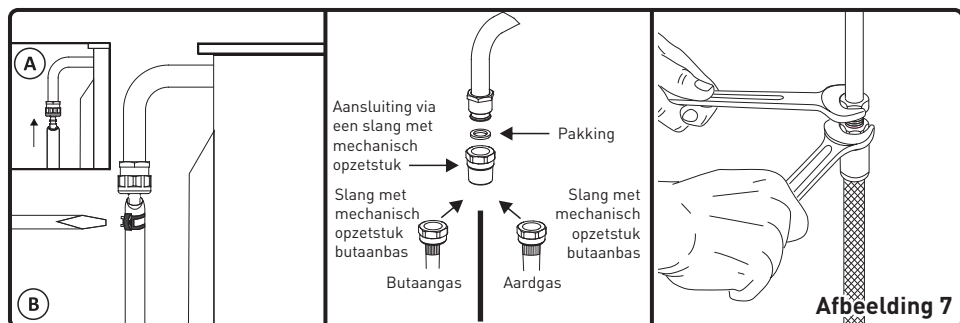 A
B
Aansluiting via
een slang met
mechanisch
opzetstuk
Pakking
Slang met
mechanisch
opzetstuk
butaanbas
Slang met
mechanisch
opzetstuk
butaanbas
Butaangas
Aardgas
Afbeelding 7